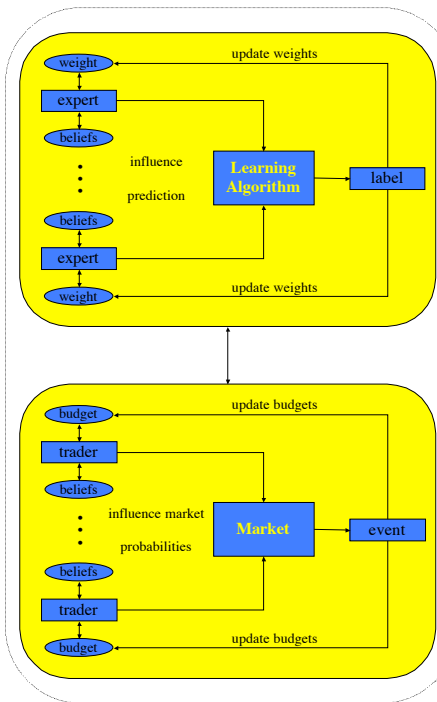 update weights
weight
expert
beliefs
influence
prediction
Learning
Algorithm
label
beliefs
expert
update weights
weight
update budgets
budget
trader
beliefs
influence market
probabilities
Market
event
beliefs
trader
update budgets
budget